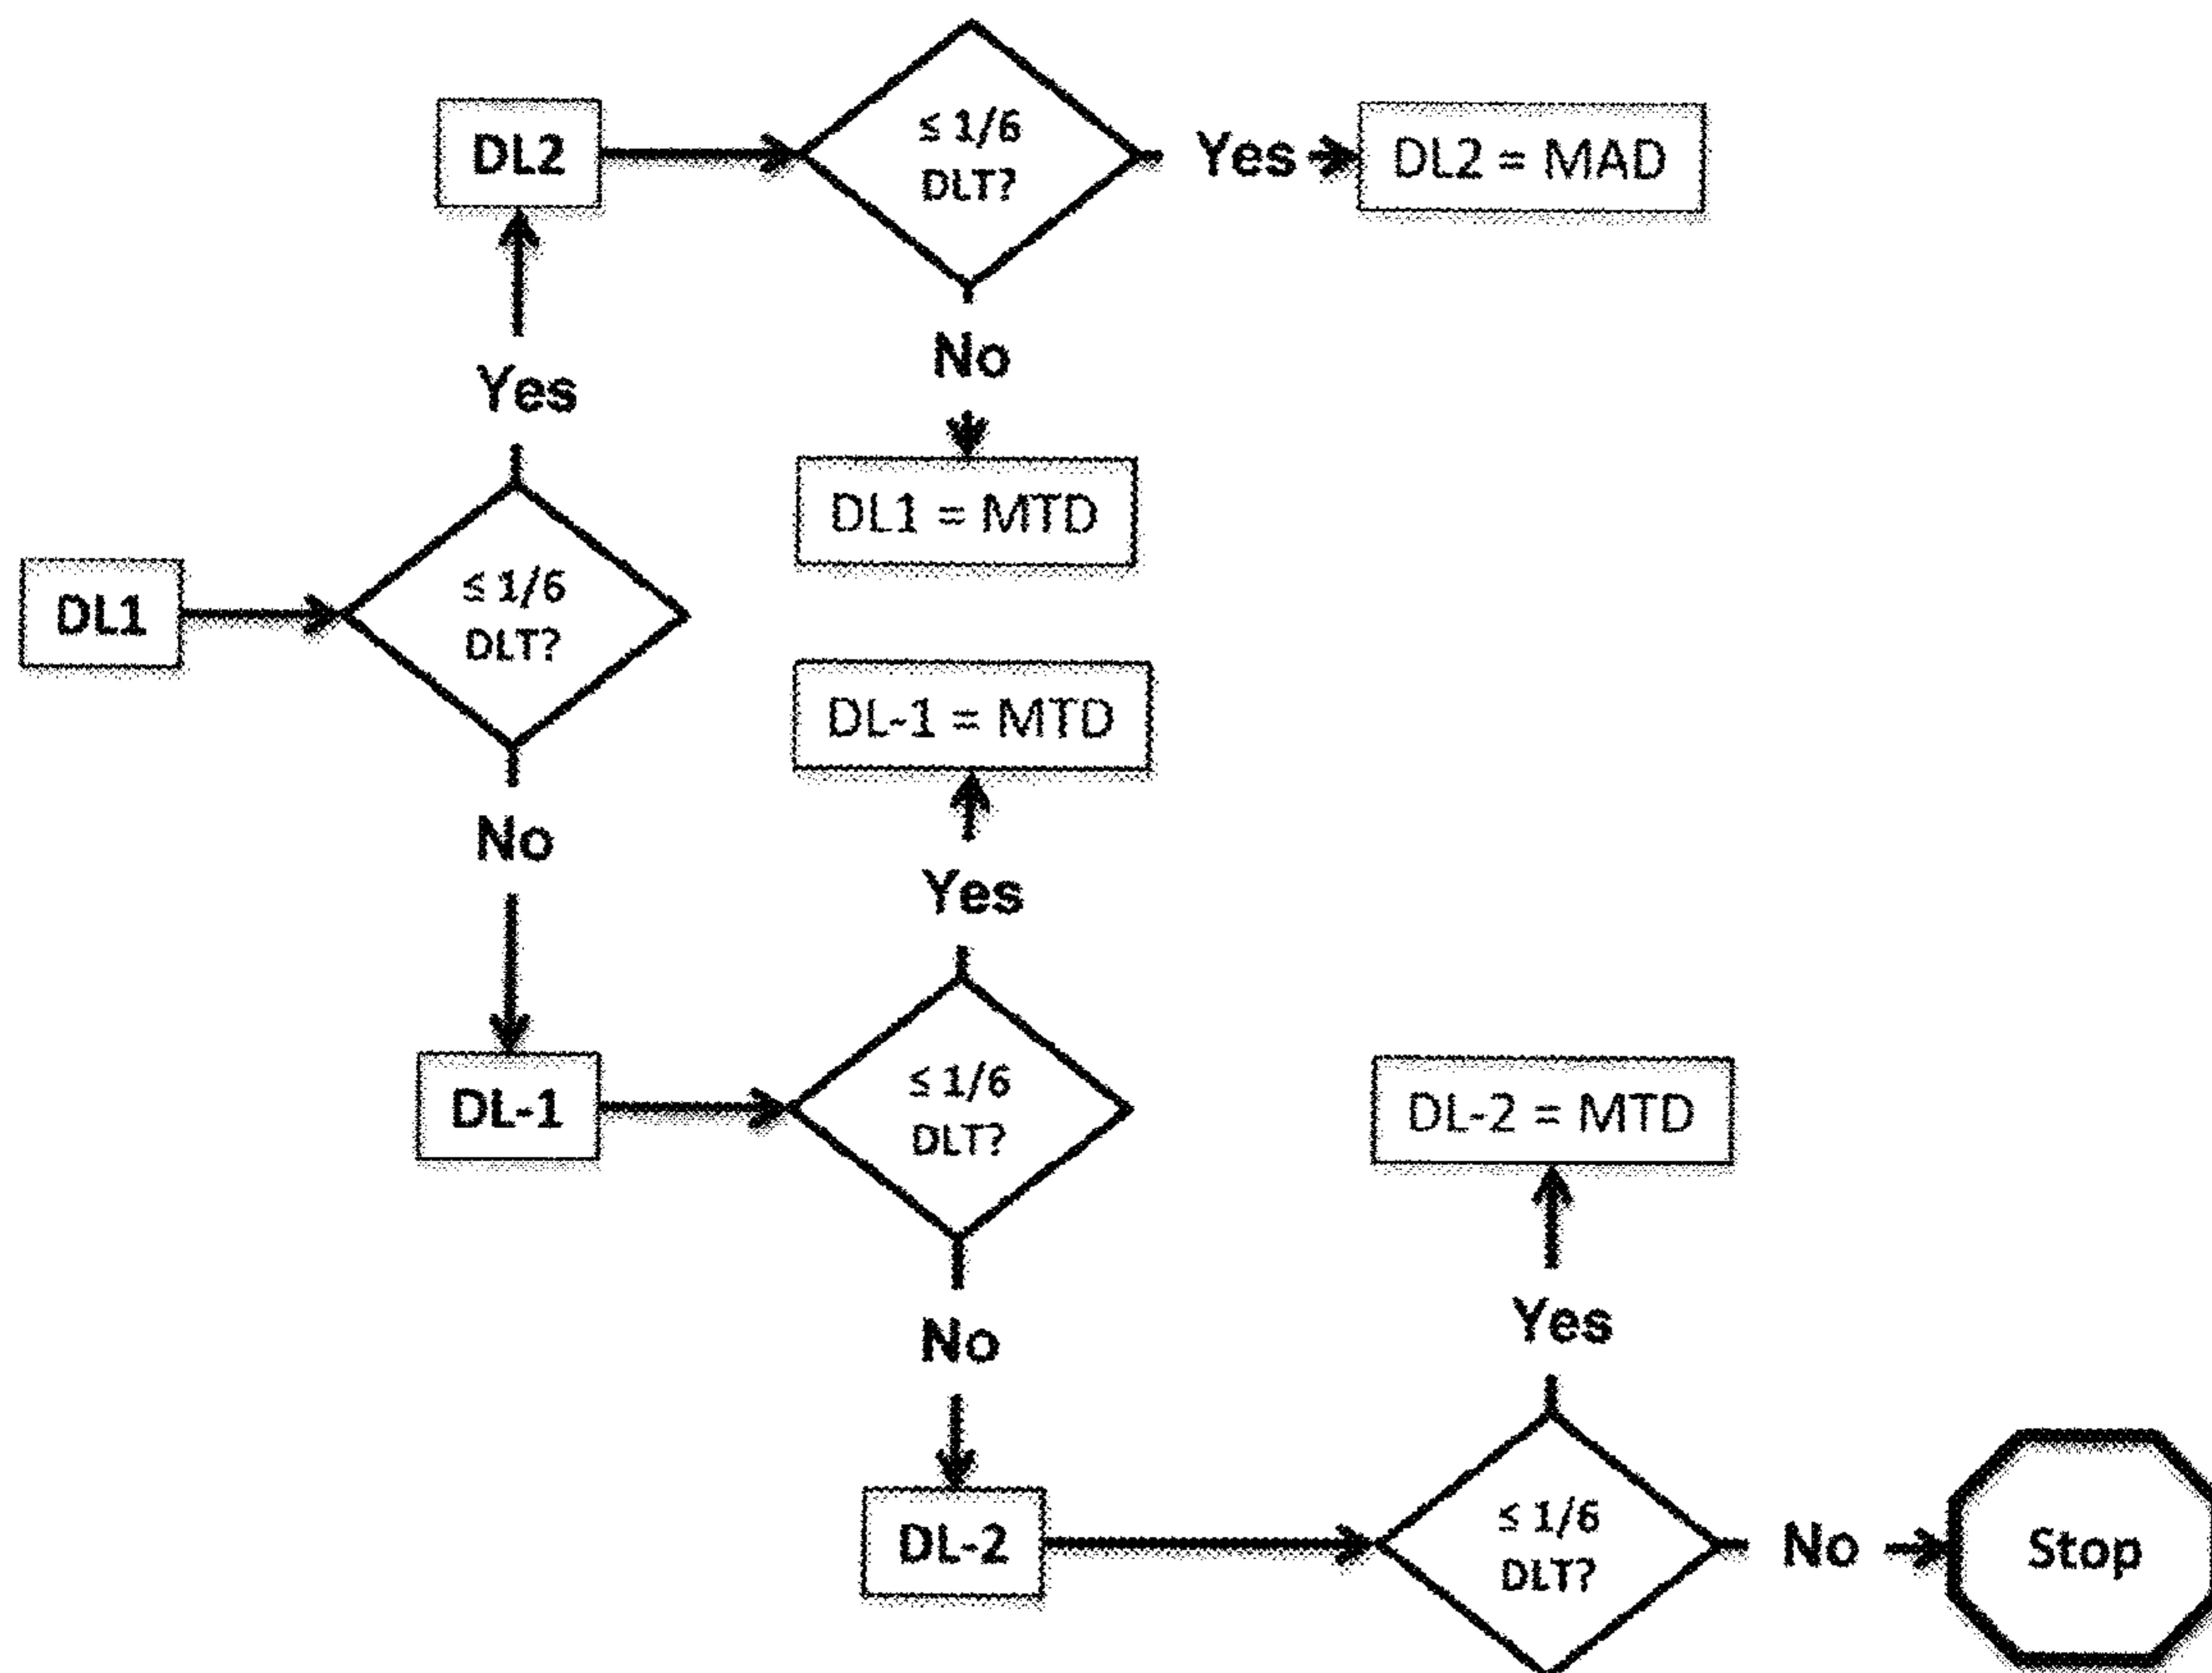 DL2
≤ 1/6
DLT?
Yes
DL2 = MAD
No
Yes
DL1 = MTD
DL1
≤ 1/6
DLT?
DL-1 = MTD
No
Yes
DL-1
≤ 1/6
DLT?
DL-2 = MTD
No
Yes
DL-2
≤ 1/6
DLT?
No
Stop